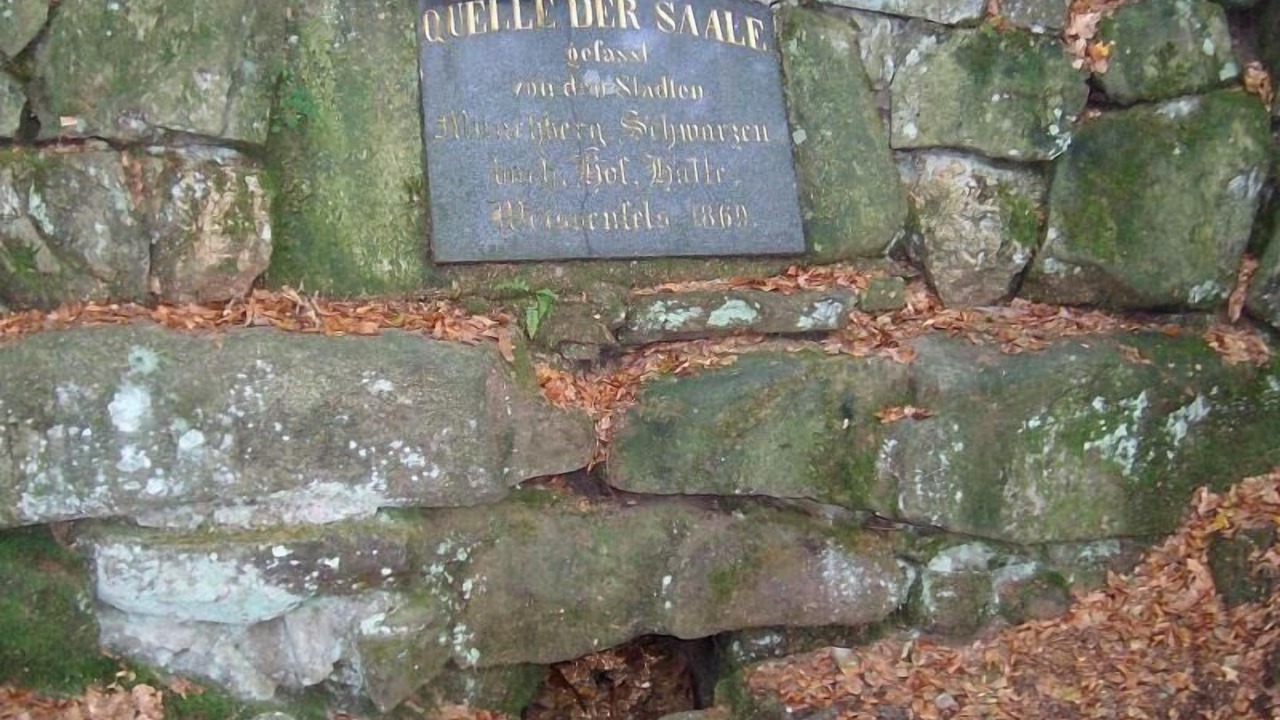 QUELLE DER SAALE
gefasst
von den Städten
Münchberg, Schwarzen
bach, Hof, Halle,
Weissenfels 1869.